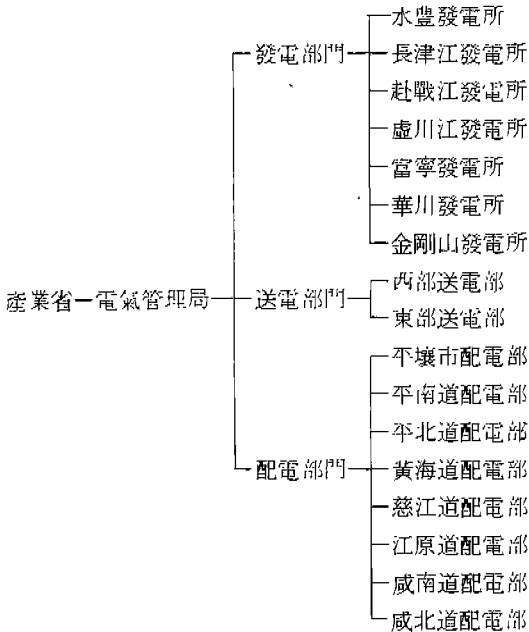 水豊發電所
發電部門
長津江發電所
赴戰江發電所
虛川江發電所
富寧發電所
華川發電所
金剛山發電所
産業省－電氣管理局
送電部門
西部送電部
東部送電部
平壤市配電部
平南道配電部
平北道配電部
配電部門
黃海道配電部
慈江道配電部
江原道配電部
咸南道配電部
咸北道配電部